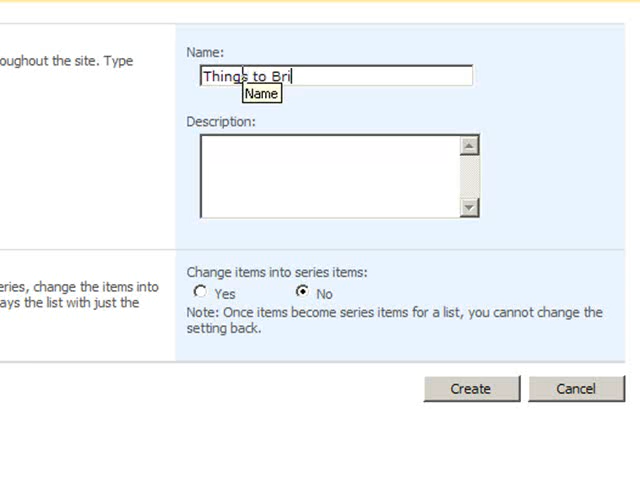 Name:
oughout the site. Type
Things to Bri
Name
Description:
Change items into series items:
eries, change the items into
Yes No
ays the list with just the
Note: Once items become series items for a list, you cannot change the
setting back.
Create Cancel